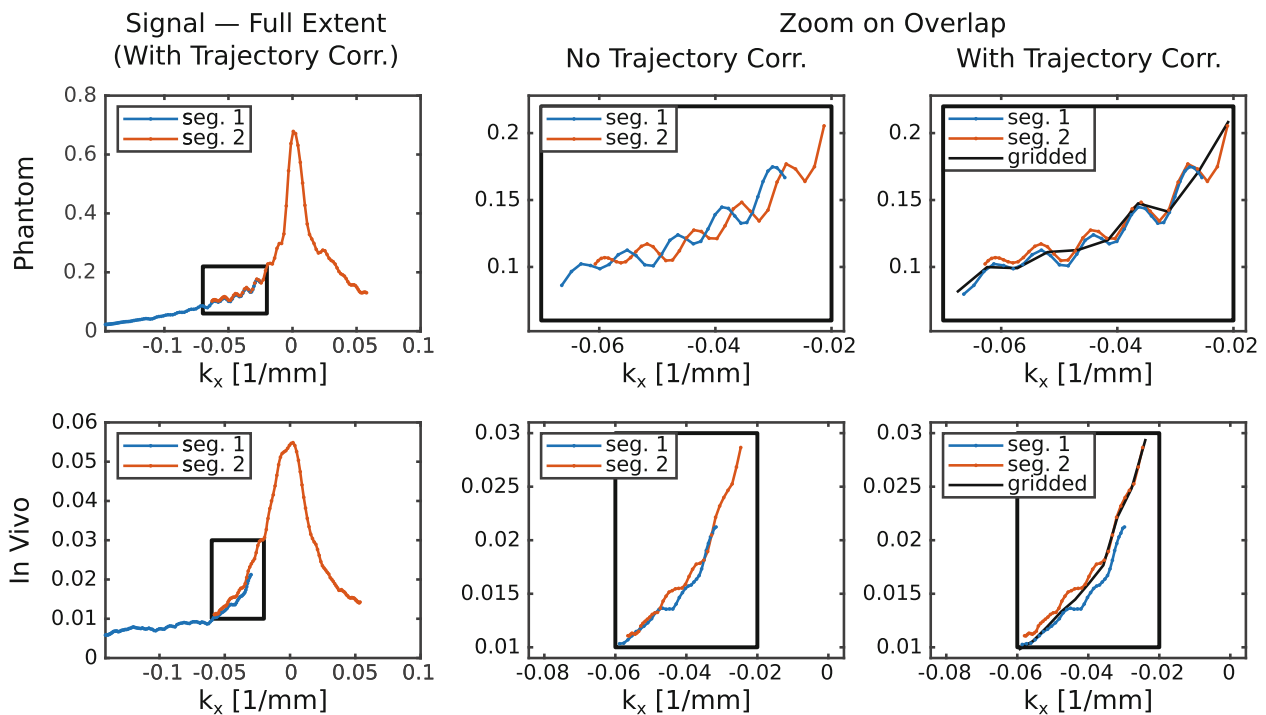 Signal — Full Extent
(With Trajectory Corr.)
Zoom on Overlap
No Trajectory Corr.
With Trajectory Corr.
Phantom
0.8
0.6
0.4
0.2
0
seg. 1
seg. 2
-0.1 -0.05 0 0.05 0.1
kx [1/mm]
0.2
0.15
0.1
seg. 1
seg. 2
-0.06 -0.04 -0.02
kx [1/mm]
0.2
0.15
0.1
seg. 1
seg. 2
gridded
-0.06 -0.04 -0.02
kx [1/mm]
In Vivo
0.06
0.05
0.04
0.03
0.02
0.01
0
seg. 1
seg. 2
-0.1 -0.05 0 0.05 0.1
kx [1/mm]
0.03
0.025
0.02
0.015
0.01
seg. 1
seg. 2
-0.08 -0.06 -0.04 -0.02 0
kx [1/mm]
0.03
0.025
0.02
0.015
0.01
seg. 1
seg. 2
gridded
-0.08 -0.06 -0.04 -0.02 0
kx [1/mm]